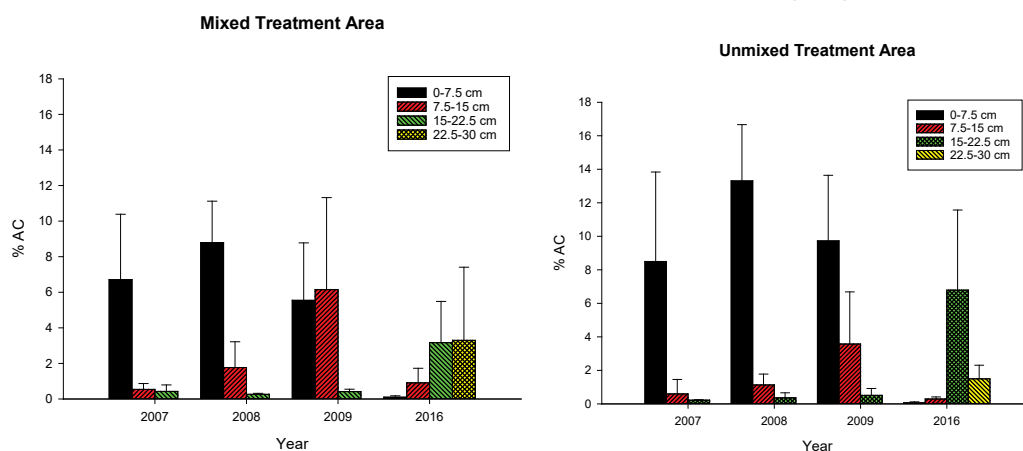 Mixed Treatment Area
18
16
14
12
10
8
6
4
2
0
% AC
0-7.5 cm
7.5-15 cm
15-22.5 cm
22.5-30 cm
2007 2008 2009 2016
Year
Unmixed Treatment Area
18
16
14
12
10
8
6
4
2
0
% AC
0-7.5 cm
7.5-15 cm
15-22.5 cm
22.5-30 cm
2007 2008 2009 2016
Year